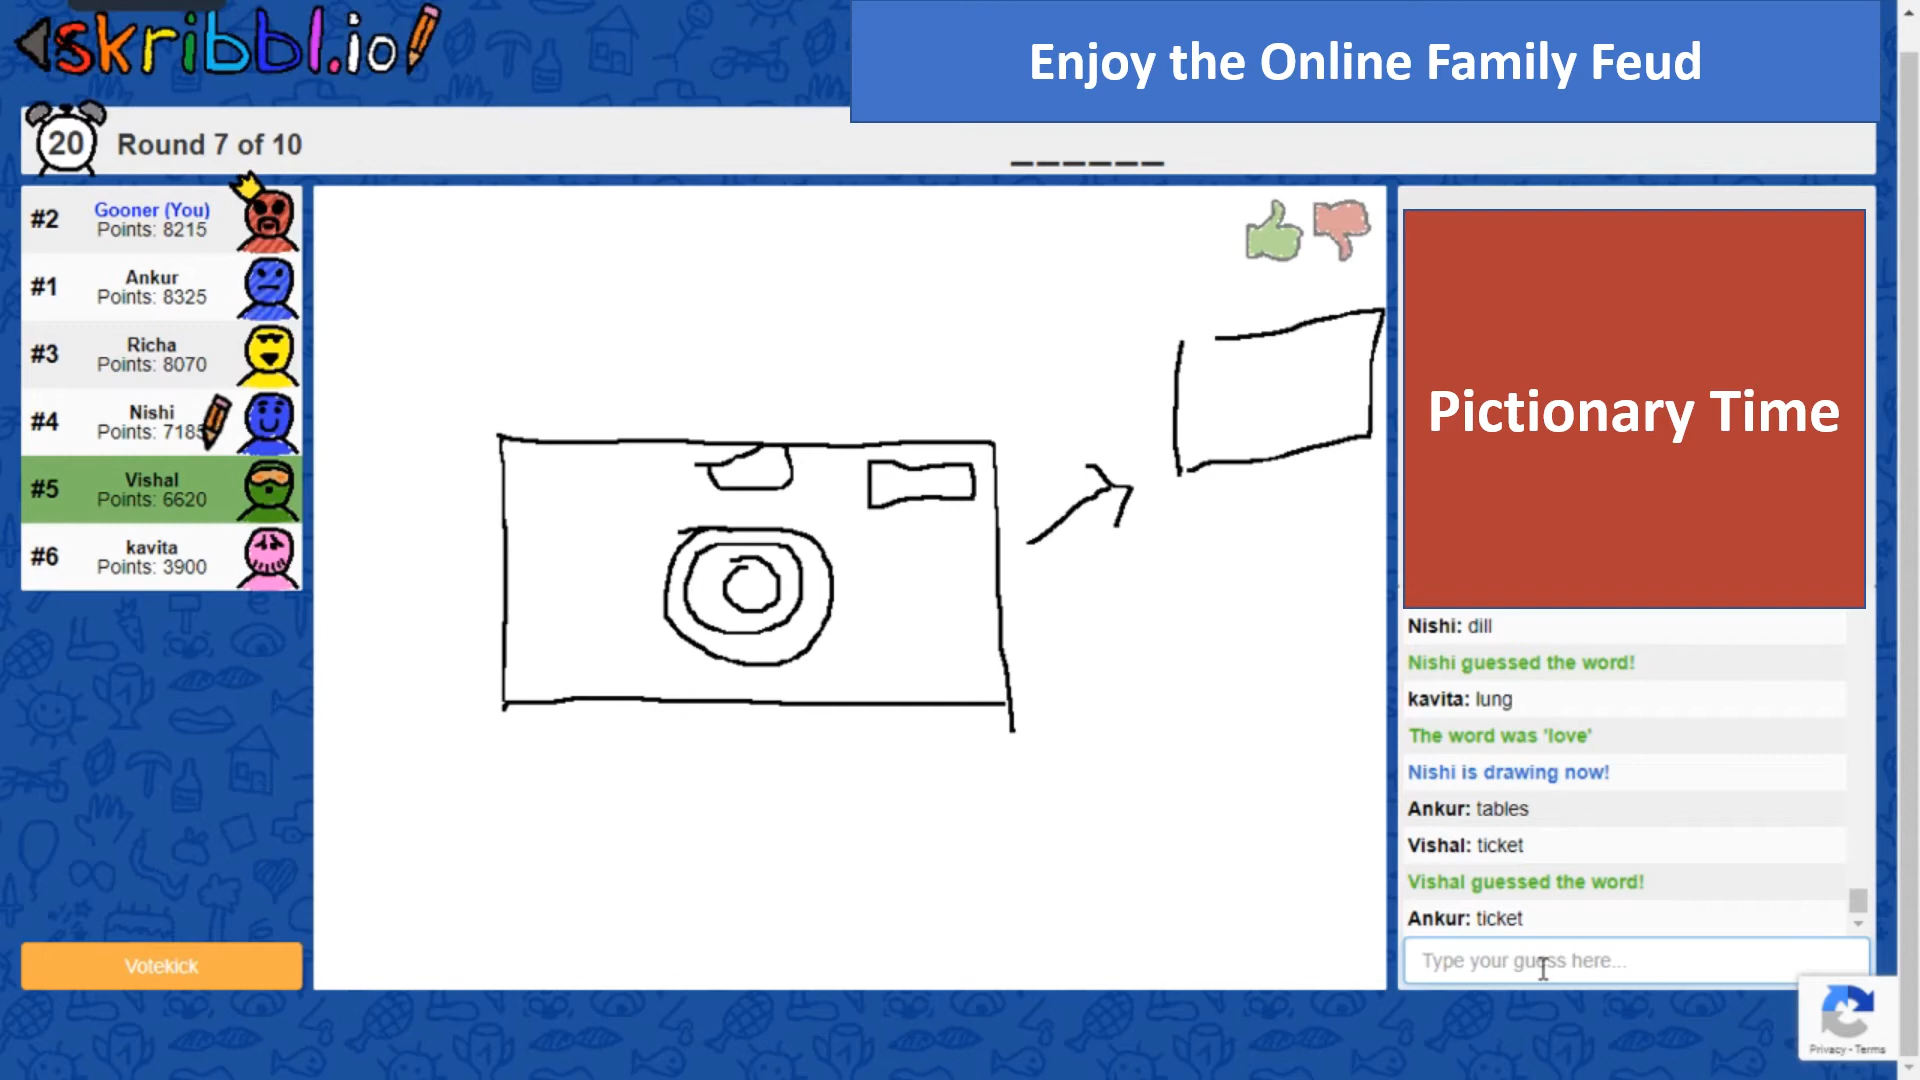 skribbl.io
Enjoy the Online Family Feud
20
Round 7 of 10
______
#2
Gooner (You)
Points: 8215
#1
Ankur
Points: 8325
#3
Richa
Points: 8070
#4
Nishi
Points: 7185
#5
Vishal
Points: 6620
#6
kavita
Points: 3900
Votekick
Pictionary Time
Nishi: dill
Nishi guessed the word!
kavita: lung
The word was 'love'
Nishi is drawing now!
Ankur: tables
Vishal: ticket
Vishal guessed the word!
Ankur: ticket
Type your guess here...
Privacy - Terms